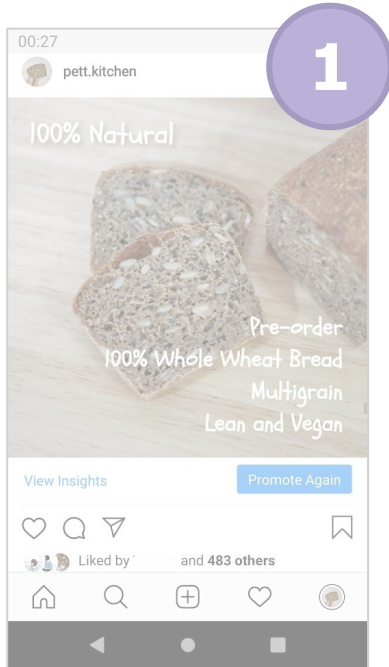 00:27
1
pett.kitchen
100% Natural
Pre-order
100% Whole Wheat Bread
Multigrain
Lean and Vegan
View Insights
Promote Again
Liked by and 483 others